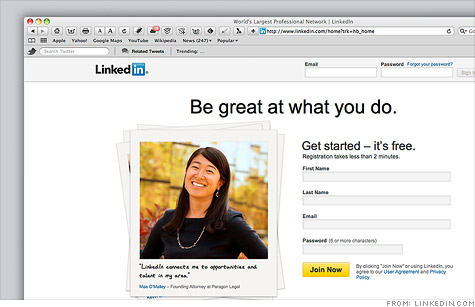 World's Largest Professional Network | LinkedIn
http://www.linkedin.com/home?trk=hb_home
Apple Yahoo! Google Maps YouTube Wikipedia News (247) Popular
Search Twitter Related Tweets Trending: ...
Linked in
Email Password Forgot your password?
Sign In
Be great at what you do.
Get started – it's free.
Registration takes less than 2 minutes.
First Name
Last Name
Email
Password (6 or more characters)
Join Now
By clicking "Join Now" or using LinkedIn, you
agree to our User Agreement and Privacy
Policy.
"LinkedIn connects me to opportunities and
talent in my area."
Mae O'Malley – Founding Attorney at Paragon Legal
FROM: LINKEDIN.COM